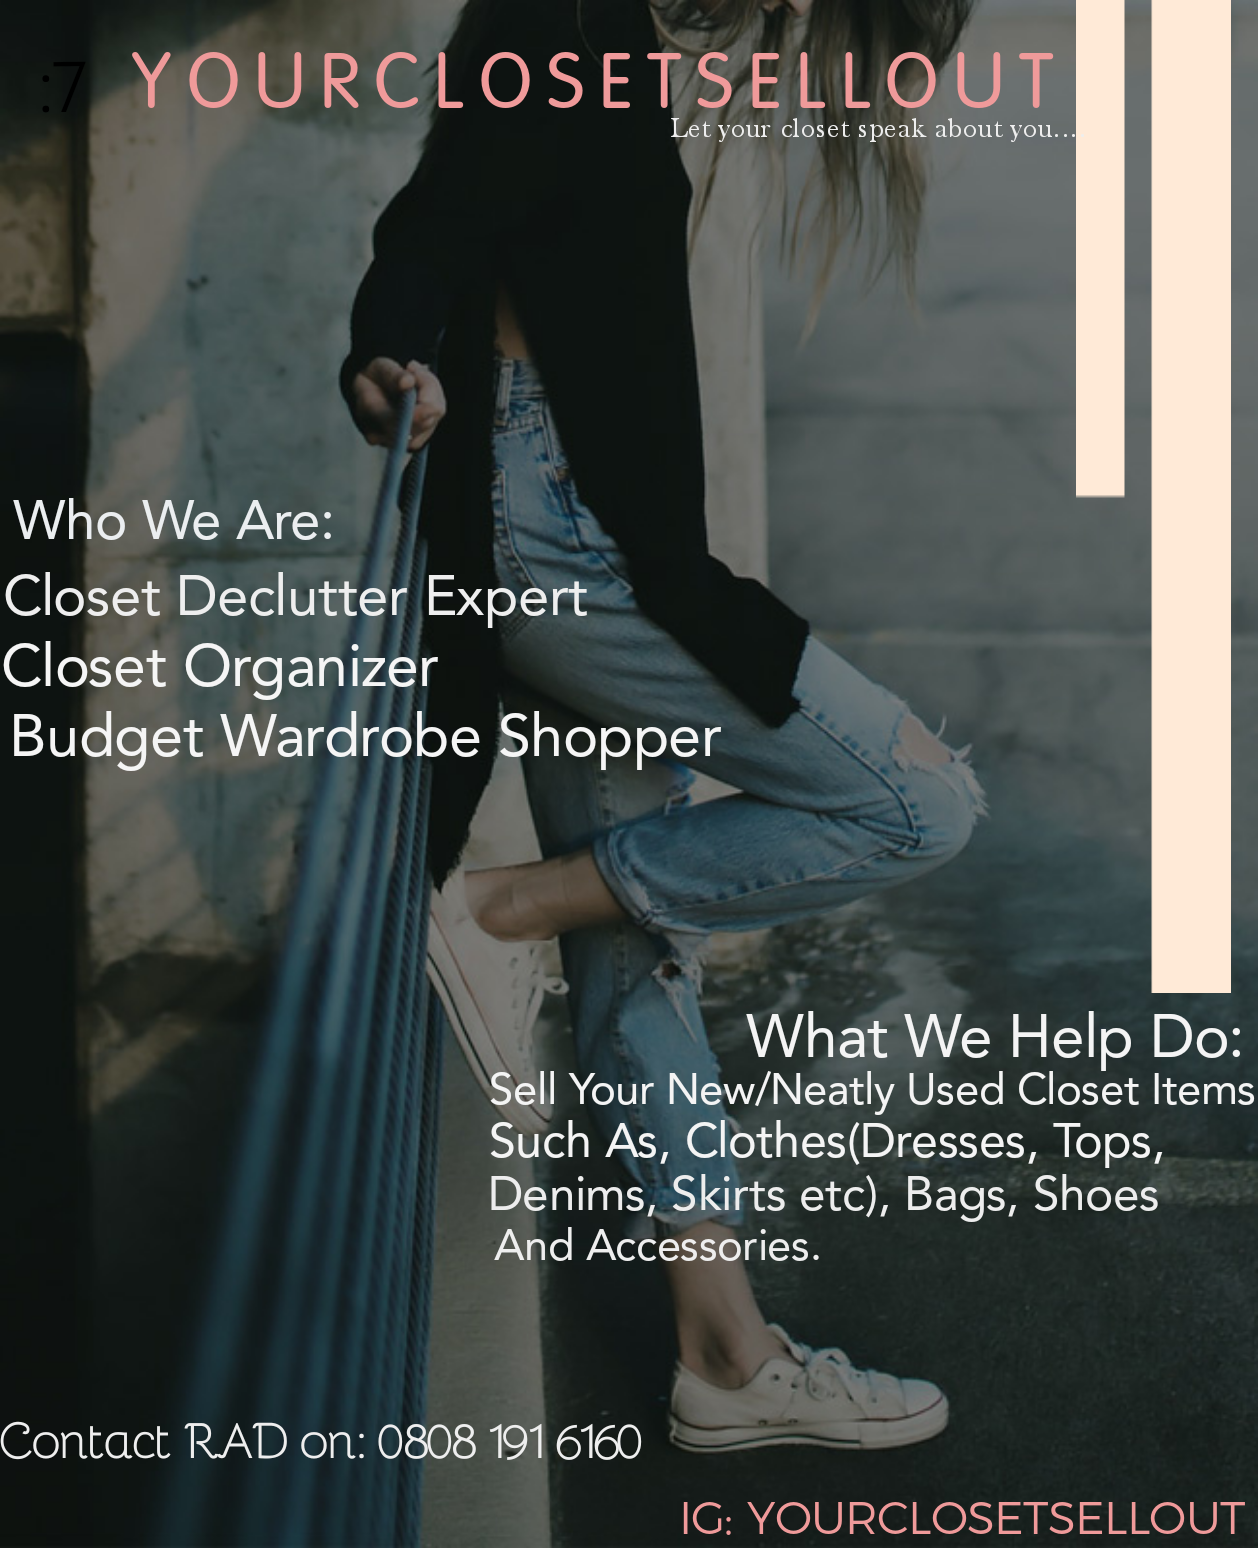 :7 YOURCLOSETSELLOUT
Let your closet speak about you...
Who We Are:
Closet Declutter Expert
Closet Organizer
Budget Wardrobe Shopper
What We Help Do:
Sell Your New/Neatly Used Closet Items
Such As, Clothes(Dresses, Tops,
Denims, Skirts etc), Bags, Shoes
And Accessories.
Contact RAD on: 0808 191 6160
IG: YOURCLOSETSELLOUT